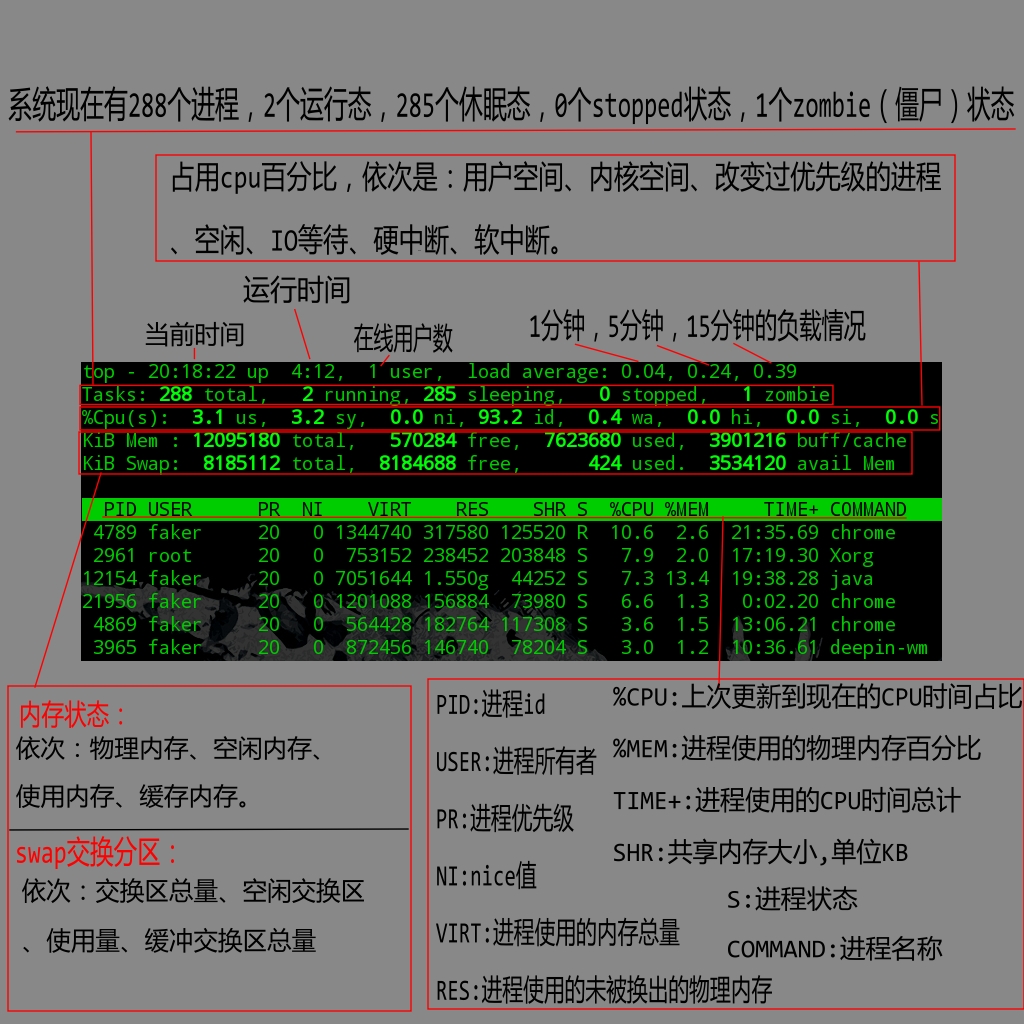 系统现在有288个进程，2个运行态，285个休眠态，0个stopped状态，1个zombie（僵尸）状态
占用cpu百分比，依次是：用户空间、内核空间、改变过优先级的进程
、空闲、IO等待、硬中断、软中断。
运行时间
当前时间
在线用户数
1分钟，5分钟，15分钟的负载情况
top - 20:18:22 up  4:12,  1 user,  load average: 0.04, 0.24, 0.39
Tasks: 288 total,   2 running, 285 sleeping,   0 stopped,   1 zombie
%Cpu(s):  3.1 us,  3.2 sy,  0.0 ni, 93.2 id,  0.4 wa,  0.0 hi,  0.0 si,  0.0 s
KiB Mem : 12095180 total,   570284 free,  7623680 used,  3901216 buff/cache
KiB Swap:  8185112 total,  8184688 free,      424 used.  3534120 avail Mem
PID USER      PR  NI    VIRT    RES    SHR S  %CPU %MEM     TIME+ COMMAND
4789 faker     20   0 1344740 317580 125520 R  10.6  2.6  21:35.69 chrome
2961 root      20   0  753152 238452 203848 S   7.9  2.0  17:19.30 Xorg
12154 faker     20   0 7051644 1.550g  44252 S   7.3 13.4  19:38.28 java
21956 faker     20   0 1201088 156884  73980 S   6.6  1.3   0:02.20 chrome
4869 faker     20   0  564428 182764 117308 S   3.6  1.5  13:06.21 chrome
3965 faker     20   0  872456 146740  78204 S   3.0  1.2  10:36.61 deepin-wm
内存状态：
依次：物理内存、空闲内存、
使用内存、缓存内存。
swap交换分区：
依次：交换区总量、空闲交换区
、使用量、缓冲交换区总量
PID:进程id
USER:进程所有者
PR:进程优先级
NI:nice值
VIRT:进程使用的内存总量
RES:进程使用的未被换出的物理内存
%CPU:上次更新到现在的CPU时间占比
%MEM:进程使用的物理内存百分比
TIME+:进程使用的CPU时间总计
SHR:共享内存大小,单位KB
S:进程状态
COMMAND:进程名称